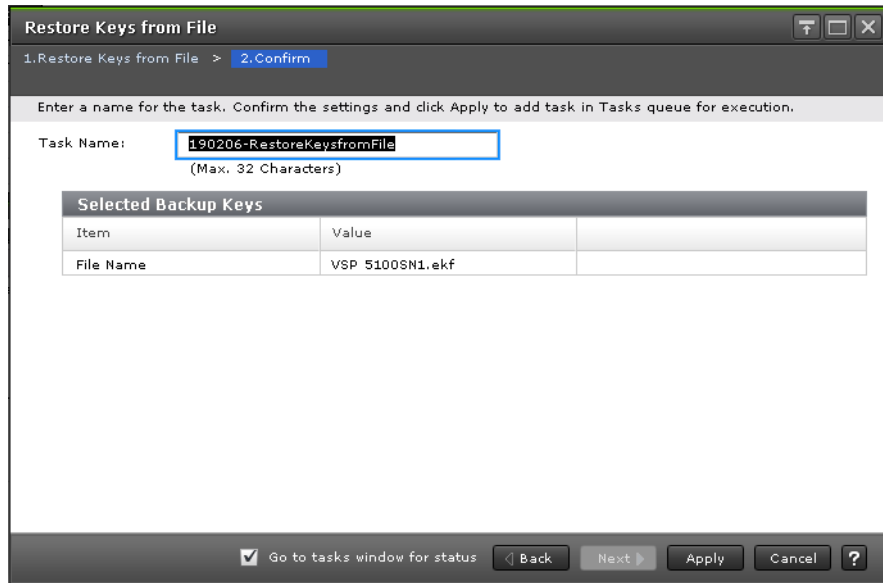 Restore Keys from File
1.Restore Keys from File > 2.Confirm
Enter a name for the task. Confirm the settings and click Apply to add task in Tasks queue for execution.
Task Name: 190206-RestoreKeysfromFile
(Max. 32 Characters)
Selected Backup Keys
Item Value
File Name VSP 5100SN1.ekf
Go to tasks window for status Back Next Apply Cancel ?